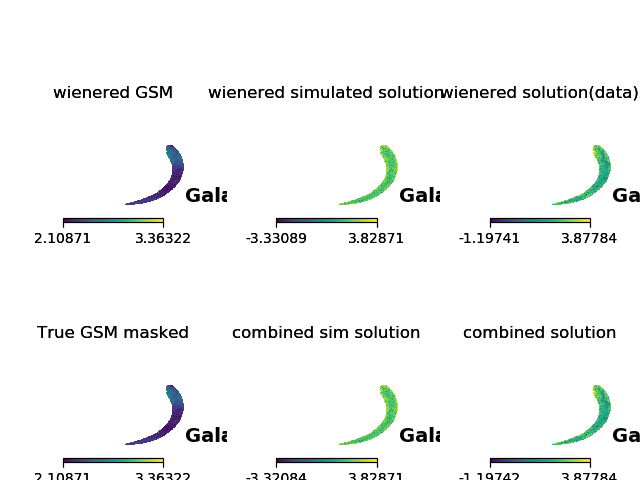 wienered GSM wienered simulated solution wienered solution(data)
Gala Gala Ga
2.10871 3.36322 -3.33089 3.82871 -1.19741 3.87784
True GSM masked combined sim solution combined solution
Gala Gala Ga
2.10871 3.36322 -3.32084 3.82871 -1.19742 3.87784